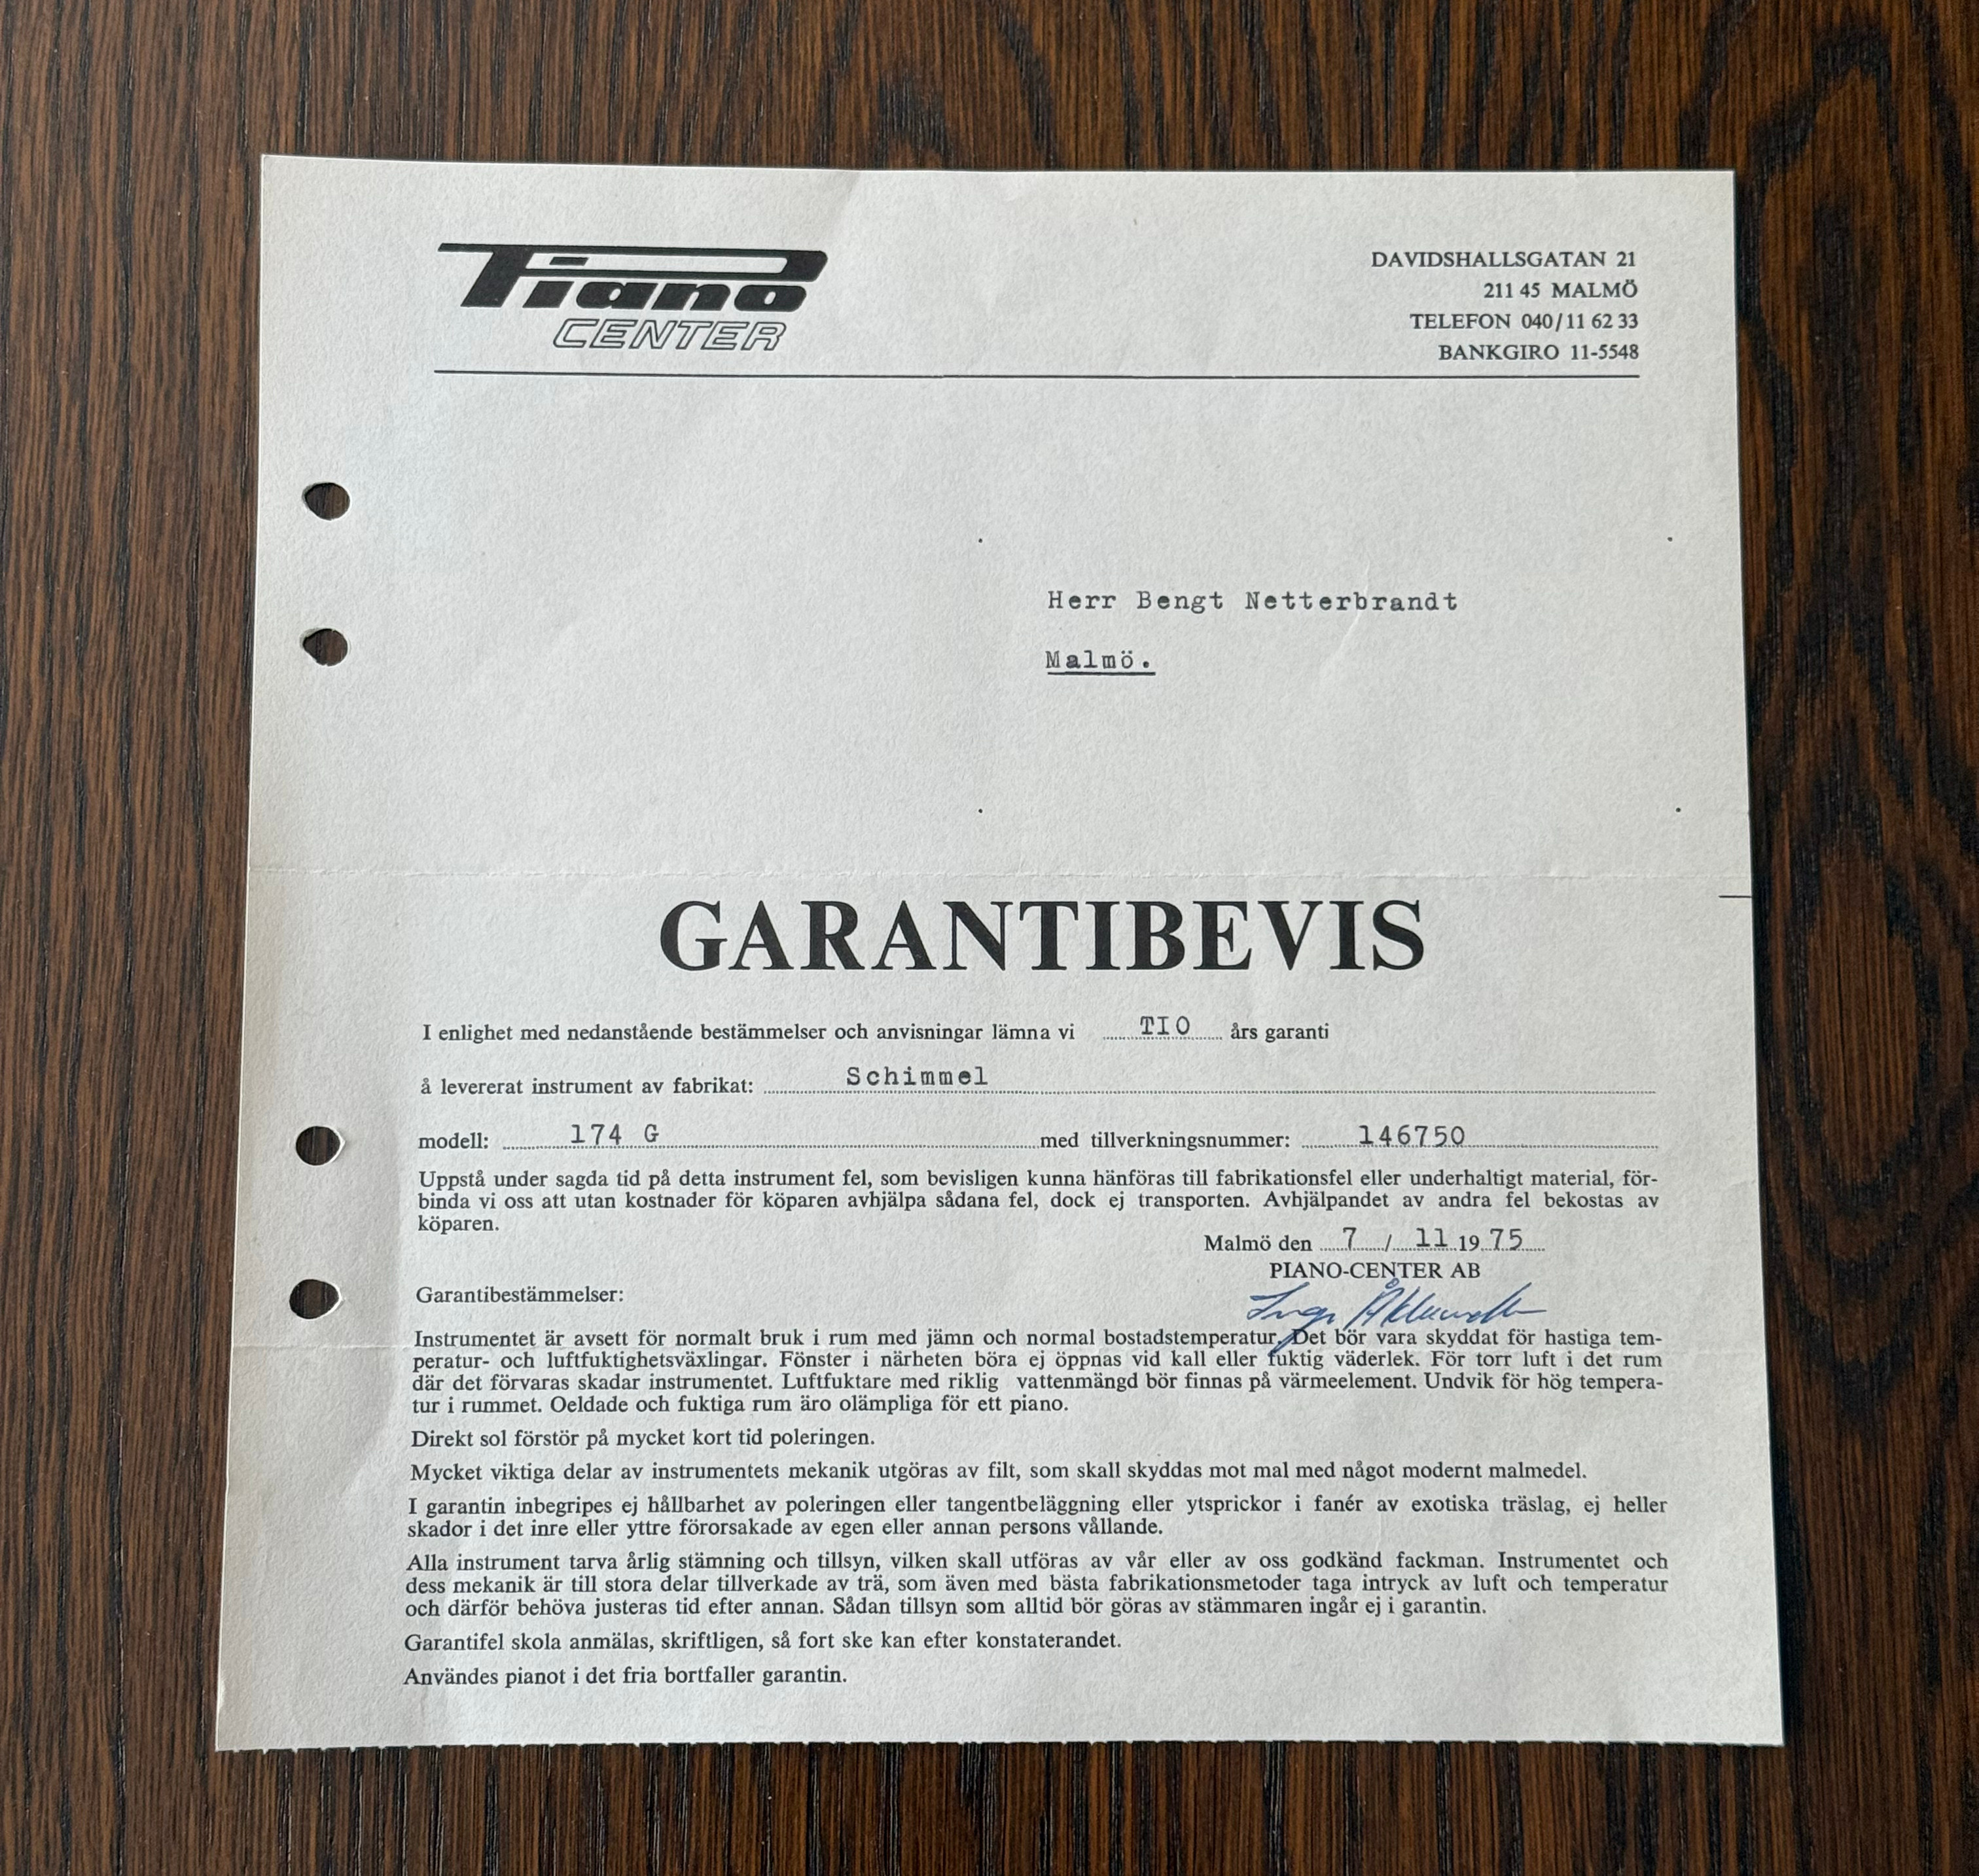 Piano
CENTER
DAVIDSHALLSGATAN 21
211 45 MALMÖ
TELEFON 040/11 62 33
BANKGIRO 11-5548
Herr Bengt Netterbrandt
Malmö.
GARANTIBEVIS
I enlighet med nedanstående bestämmelser och anvisningar lämna vi TIO års garanti
å levererat instrument av fabrikat: Schimmel
modell: 174 G med tillverkningsnummer: 146750
Uppstå under sagda tid på detta instrument fel, som bevisligen kunna hänföras till fabrikationsfel eller underhaltigt material, för-
binda vi oss att utan kostnader för köparen avhjälpa sådana fel, dock ej transporten. Avhjälpandet av andra fel bekostas av
köparen.
Malmö den 7 / 11 19 75
PIANO-CENTER AB
Garantibestämmelser:
Instrumentet är avsett för normalt bruk i rum med jämn och normal bostadstemperatur. Det bör vara skyddat för hastiga tem-
peratur- och luftfuktighetsväxlingar. Fönster i närheten böra ej öppnas vid kall eller fuktig väderlek. För torr luft i det rum
där det förvaras skadar instrumentet. Luftfuktare med riklig vattenmängd bör finnas på värmeelement. Undvik för hög tempera-
tur i rummet. Oeldade och fuktiga rum äro olämpliga för ett piano.
Direkt sol förstör på mycket kort tid poleringen.
Mycket viktiga delar av instrumentets mekanik utgöras av filt, som skall skyddas mot mal med något modernt malmedel.
I garantin inbegripes ej hållbarhet av poleringen eller tangentbeläggning eller ytsprickor i fanér av exotiska träslag, ej heller
skador i det inre eller yttre förorsakade av egen eller annan persons vållande.
Alla instrument tarva årlig stämning och tillsyn, vilken skall utföras av vår eller av oss godkänd fackman. Instrumentet och
dess mekanik är till stora delar tillverkade av trä, som även med bästa fabrikationsmetoder taga intryck av luft och temperatur
och därför behöva justeras tid efter annan. Sådan tillsyn som alltid bör göras av stämmaren ingår ej i garantin.
Garantifel skola anmälas, skriftligen, så fort ske kan efter konstaterandet.
Användes pianot i det fria bortfaller garantin.